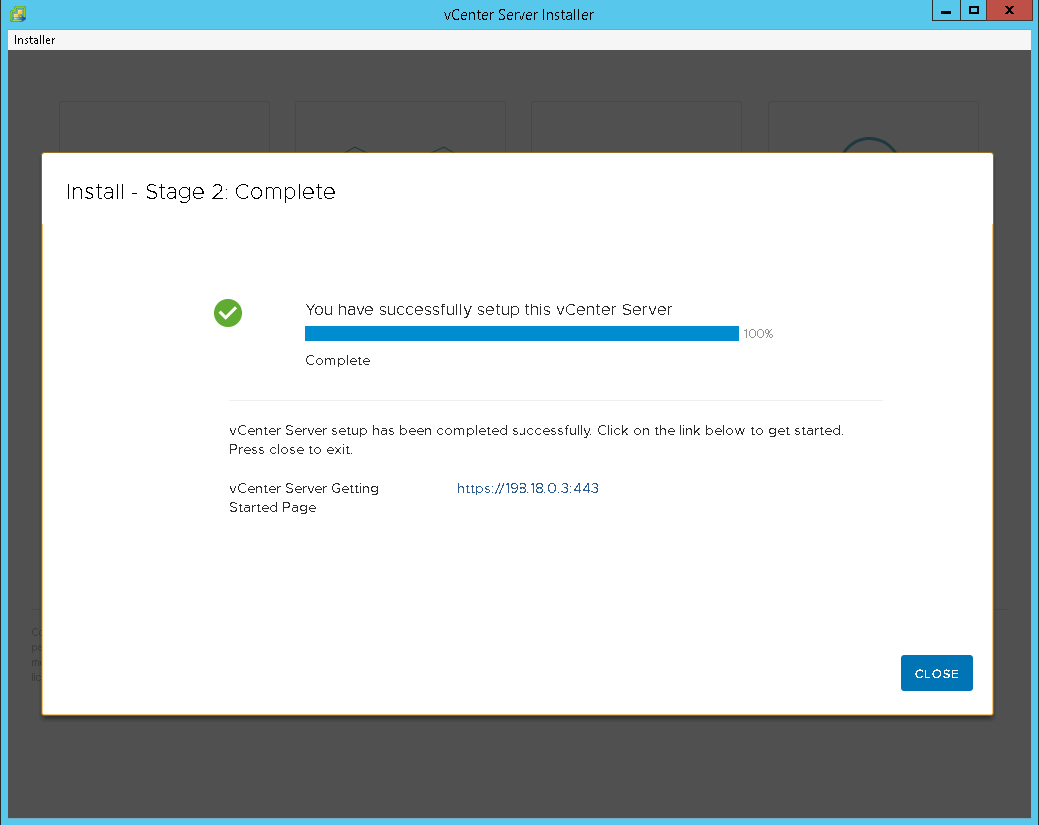 vCenter Server Installer
Installer
Install - Stage 2: Complete
You have successfully setup this vCenter Server
100%
Complete
vCenter Server setup has been completed successfully. Click on the link below to get started.
Press close to exit.
vCenter Server Getting
Started Page
https://198.18.0.3:443
CLOSE